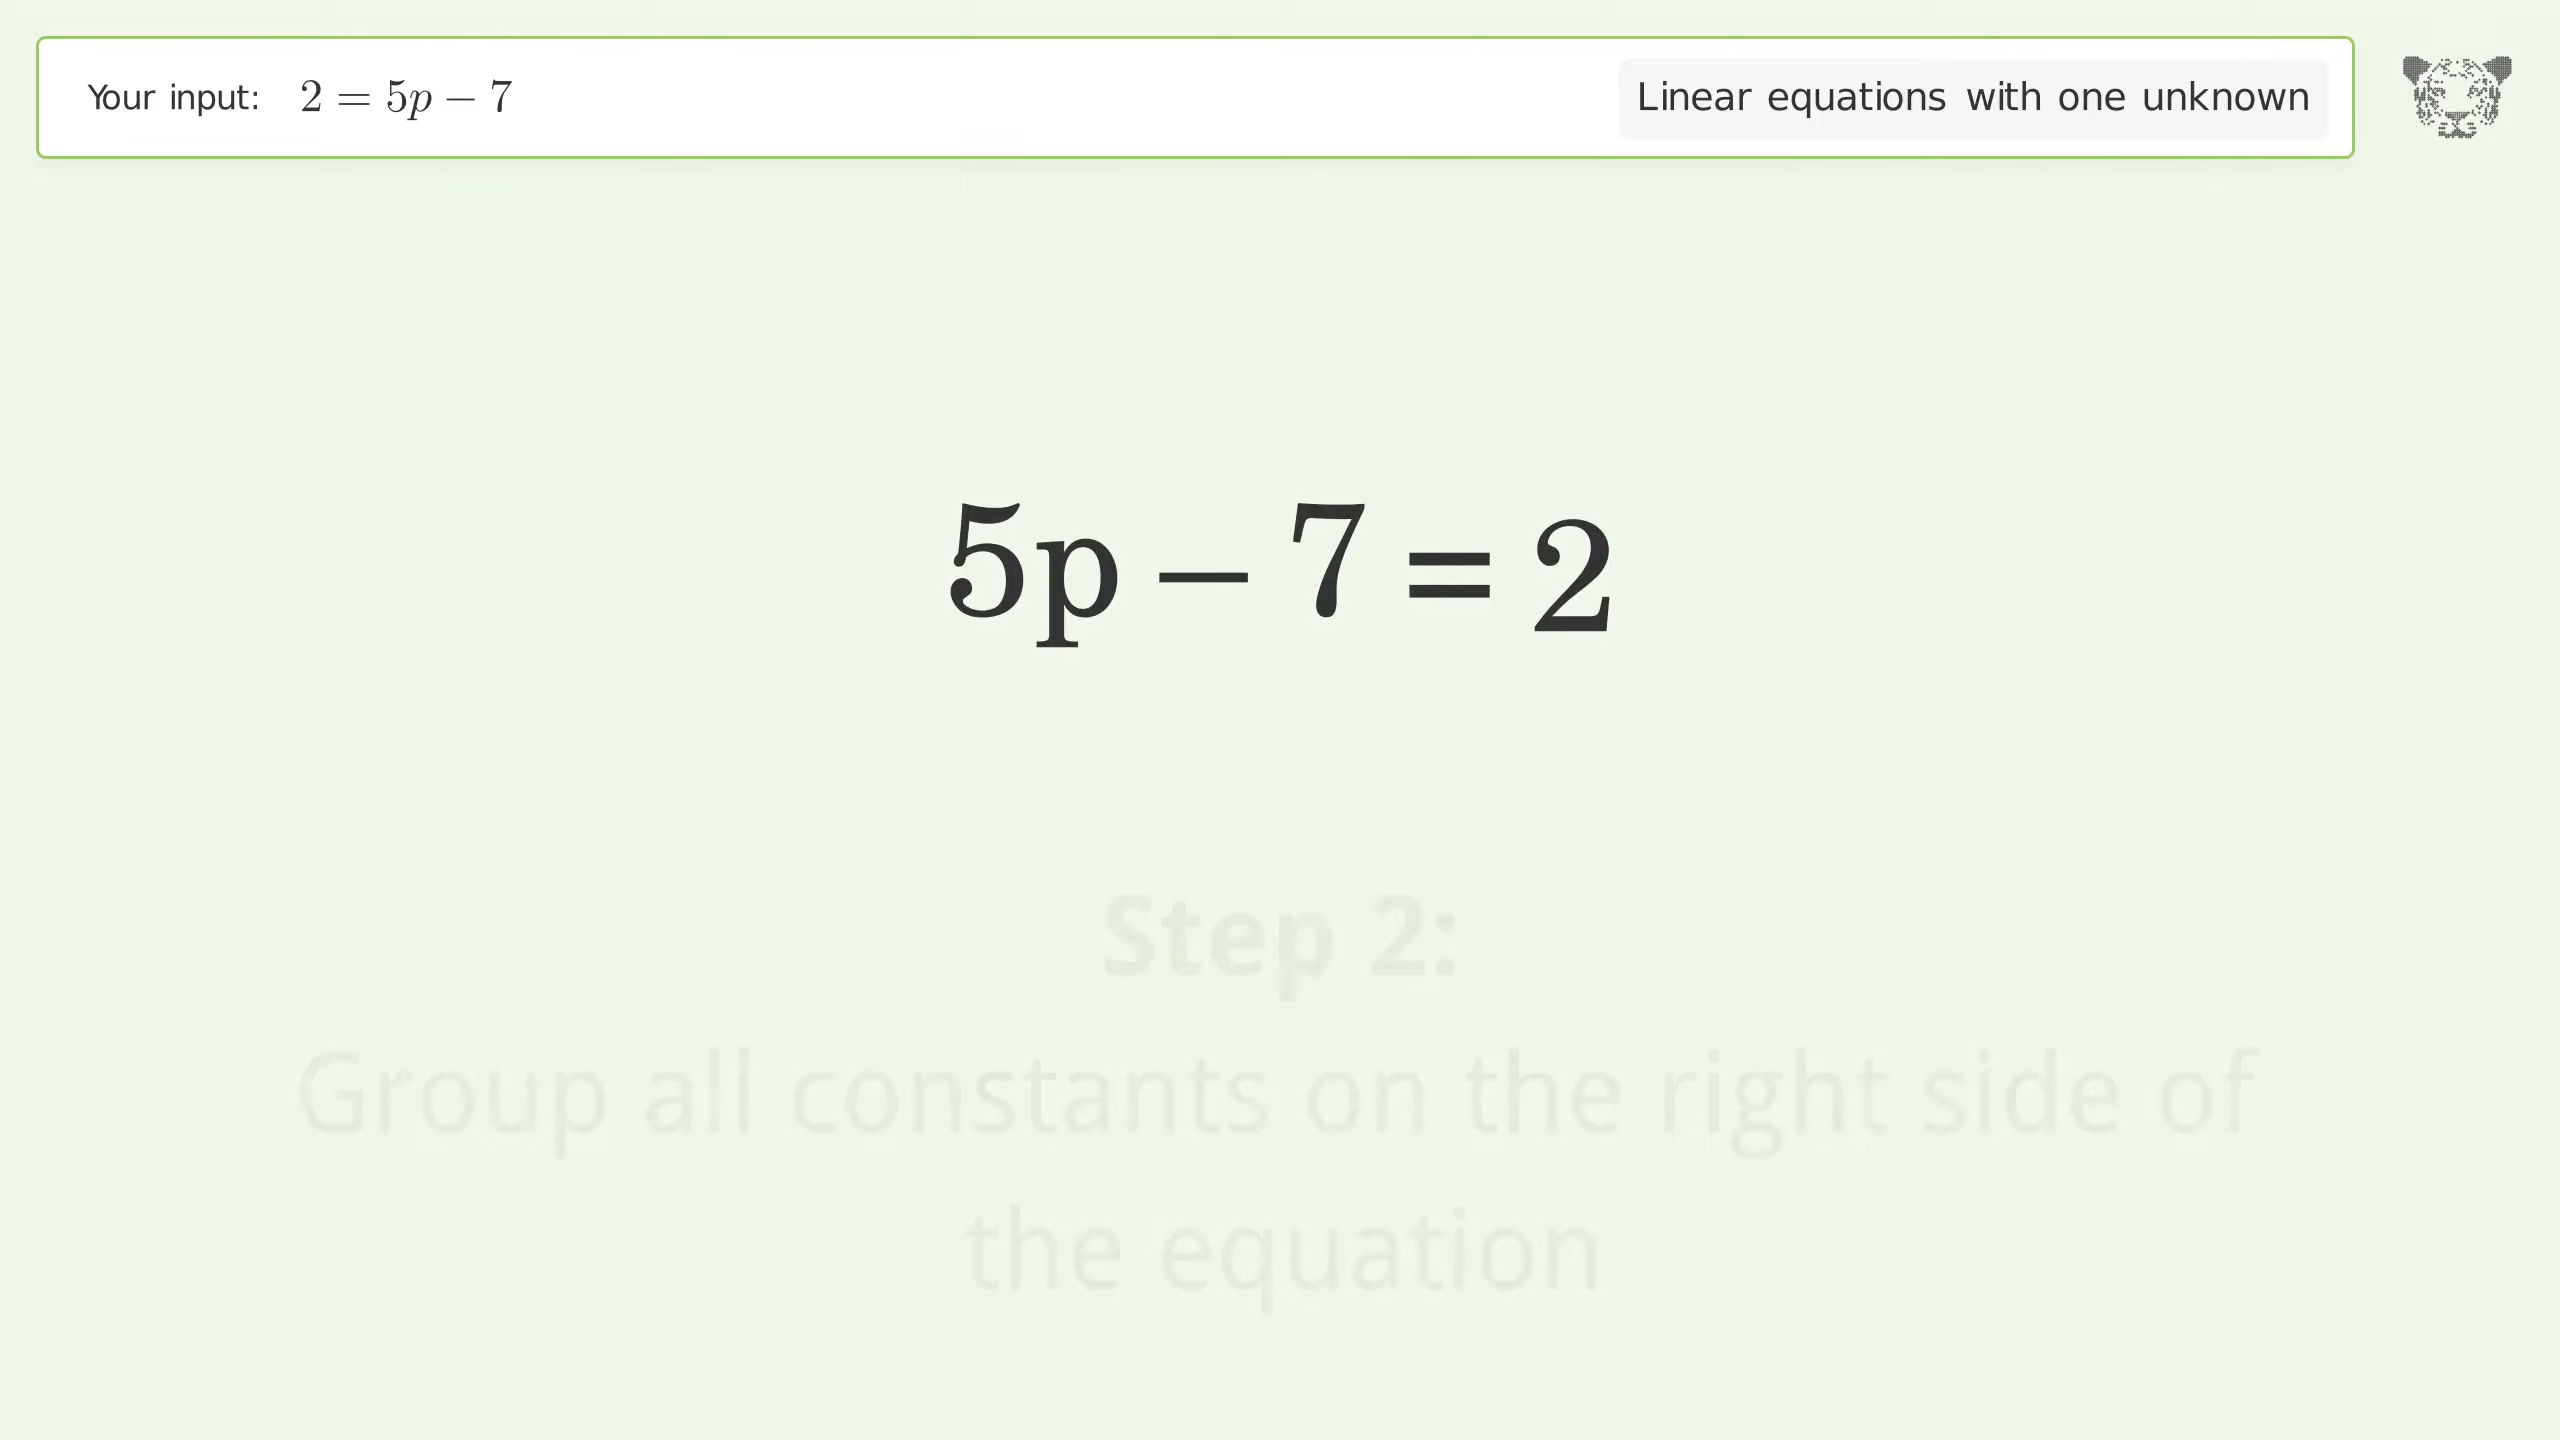 Your input: 2 = 5p − 7
Linear equations with one unknown
5p − 7 = 2
Step 2:
Group all constants on the right side of
the equation